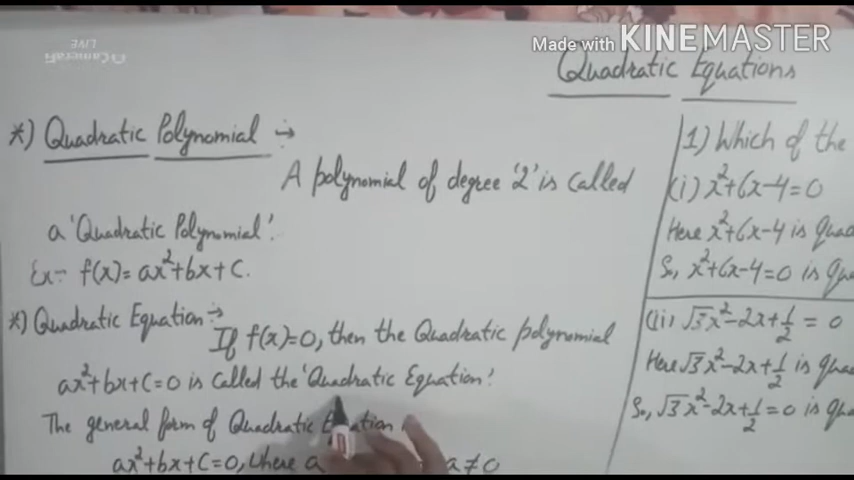 Made with KINEMASTER
CameraFi
LIVE
Quadratic Equations
*) Quadratic Polynomial :→
A polynomial of degree '2' is called
a 'Quadratic Polynomial'.
Ex:- f(x)= ax²+bx+c.
*) Quadratic Equation :→
If f(x)=0, then the Quadratic polynomial
ax²+bx+c=0 is called the 'Quadratic Equation'.
The general form of Quadratic
ax²+bx+c=0, where a a≠0
1) Which of the
(i) x²+6x-4=0
Here x²+6x-4 is
So, x²+6x-4=0 is
(ii) √3x²-2x+1/2 = 0
Here √3x²-2x+1/2 is
So, √3x²-2x+1/2=0 is